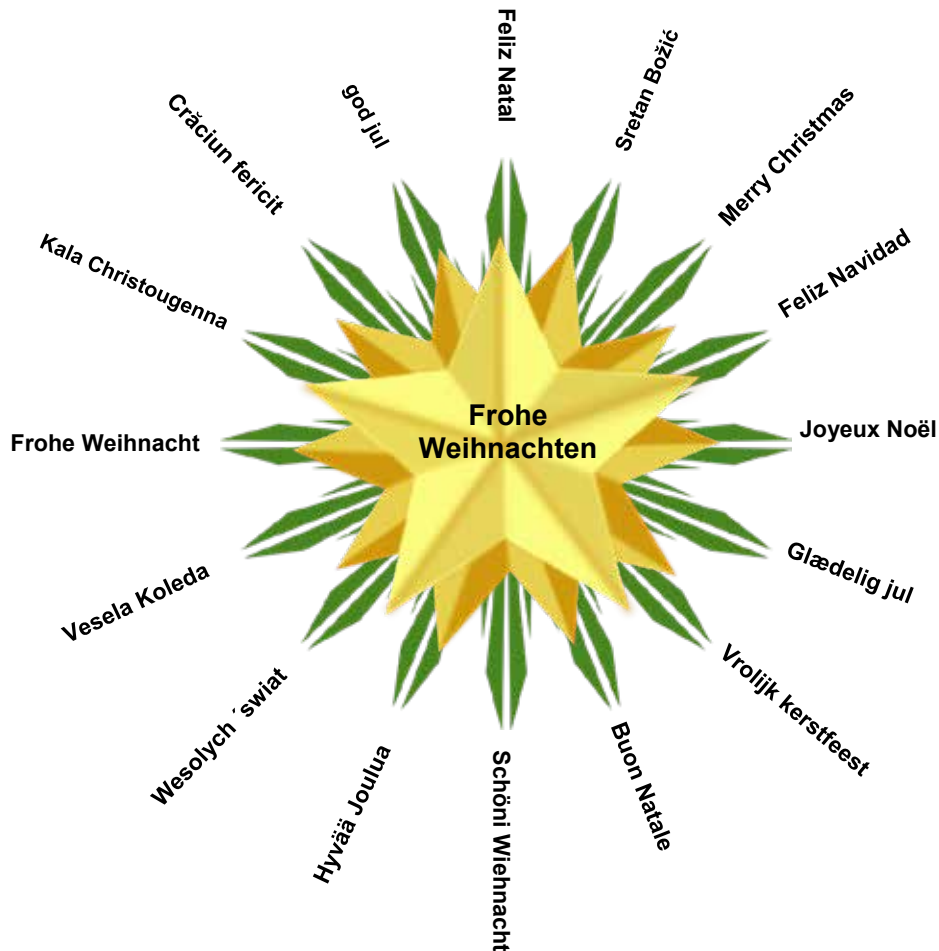 Feliz Natal
Sretan Božić
Merry Christmas
Feliz Navidad
Joyeux Noël
Glædelig jul
Vrolijk kerstfeest
Buon Natale
Schöni Wiehnacht
Hyvää Joulua
Wesolych ´swiat
Vesela Koleda
Frohe Weihnacht
Kala Christougenna
Crăciun fericit
god jul
Frohe
Weihnachten